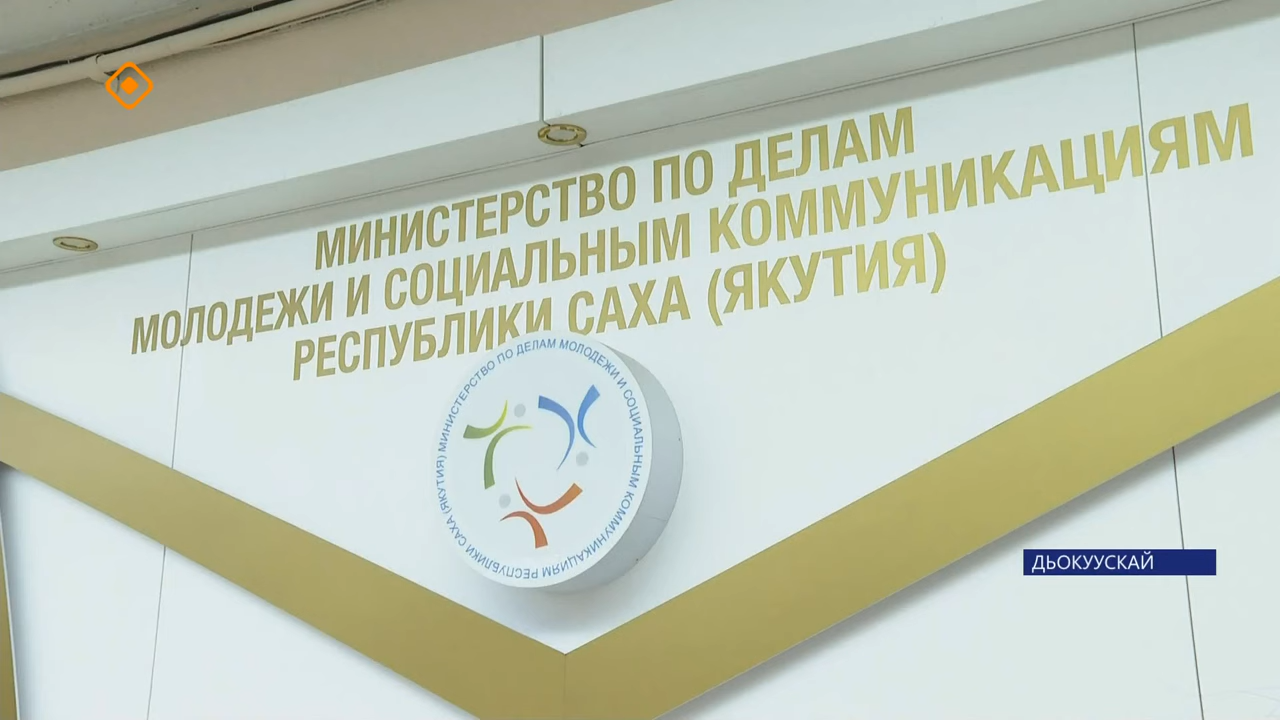 МИНИСТЕРСТВО ПО ДЕЛАМ
МОЛОДЕЖИ И СОЦИАЛЬНЫМ КОММУНИКАЦИЯМ
РЕСПУБЛИКИ САХА (ЯКУТИЯ)
МИНИСТЕРСТВО ПО ДЕЛАМ МОЛОДЕЖИ И СОЦИАЛЬНЫМ КОММУНИКАЦИЯМ РЕСПУБЛИКИ САХА (ЯКУТИЯ)
ДЬОКУУСКАЙ